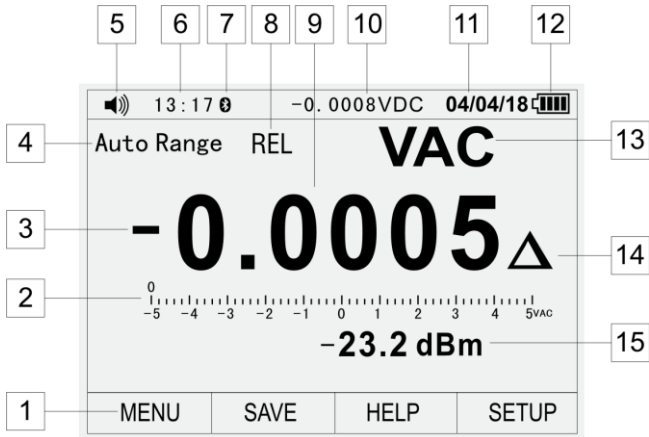 5 6 7 8 9 10 11 12
13:17 -0.0008VDC 04/04/18
4 Auto Range REL VAC 13
3 -0.0005 Δ 14
0
2 -5 -4 -3 -2 -1 0 1 2 3 4 5VAC
-23.2 dBm 15
1 MENU SAVE HELP SETUP